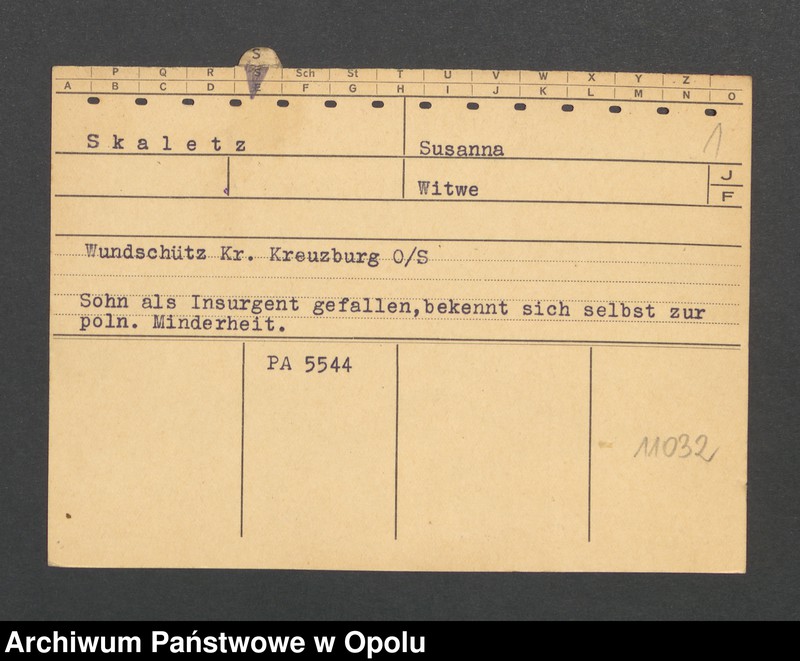 S
P Q R S Sch St T U V W X Y Z
A B C D E F G H I J K L M N O
Skaletz Susanna 1
Witwe J
F
Wundschütz Kr. Kreuzburg O/S
Sohn als Insurgent gefallen,bekennt sich selbst zur
poln. Minderheit.
PA 5544
11032
Archiwum Państwowe w Opolu